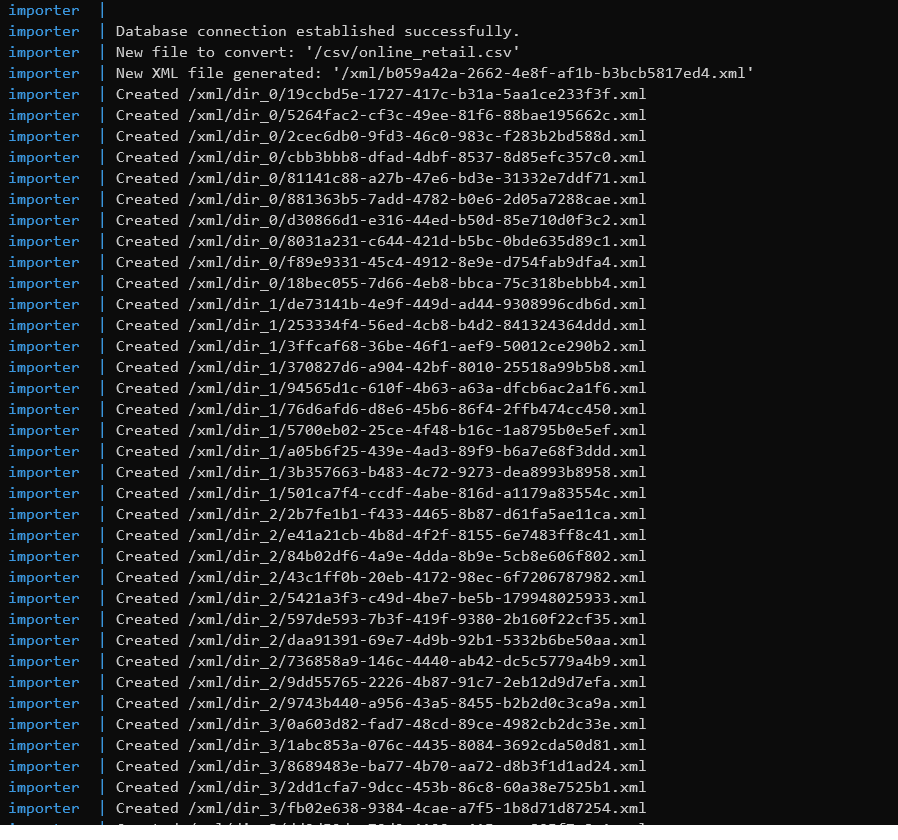 importer |
importer | Database connection established successfully.
importer | New file to convert: '/csv/online_retail.csv'
importer | New XML file generated: '/xml/b059a42a-2662-4e8f-af1b-b3bcb5817ed4.xml'
importer | Created /xml/dir_0/19ccbd5e-1727-417c-b31a-5aa1ce233f3f.xml
importer | Created /xml/dir_0/5264fac2-cf3c-49ee-81f6-88bae195662c.xml
importer | Created /xml/dir_0/2cec6db0-9fd3-46c0-983c-f283b2bd588d.xml
importer | Created /xml/dir_0/cbb3bbb8-dfad-4dbf-8537-8d85efc357c0.xml
importer | Created /xml/dir_0/81141c88-a27b-47e6-bd3e-31332e7ddf71.xml
importer | Created /xml/dir_0/881363b5-7add-4782-b0e6-2d05a7288cae.xml
importer | Created /xml/dir_0/d30866d1-e316-44ed-b50d-85e710d0f3c2.xml
importer | Created /xml/dir_0/8031a231-c644-421d-b5bc-0bde635d89c1.xml
importer | Created /xml/dir_0/f89e9331-45c4-4912-8e9e-d754fab9dfa4.xml
importer | Created /xml/dir_0/18bec055-7d66-4eb8-bbca-75c318bebbb4.xml
importer | Created /xml/dir_1/de73141b-4e9f-449d-ad44-9308996cdb6d.xml
importer | Created /xml/dir_1/253334f4-56ed-4cb8-b4d2-841324364ddd.xml
importer | Created /xml/dir_1/3ffcaf68-36be-46f1-aef9-50012ce290b2.xml
importer | Created /xml/dir_1/370827d6-a904-42bf-8010-25518a99b5b8.xml
importer | Created /xml/dir_1/94565d1c-610f-4b63-a63a-dfcb6ac2a1f6.xml
importer | Created /xml/dir_1/76d6afd6-d8e6-45b6-86f4-2ffb474cc450.xml
importer | Created /xml/dir_1/5700eb02-25ce-4f48-b16c-1a8795b0e5ef.xml
importer | Created /xml/dir_1/a05b6f25-439e-4ad3-89f9-b6a7e68f3ddd.xml
importer | Created /xml/dir_1/3b357663-b483-4c72-9273-dea8993b8958.xml
importer | Created /xml/dir_1/501ca7f4-ccdf-4abe-816d-a1179a83554c.xml
importer | Created /xml/dir_2/2b7fe1b1-f433-4465-8b87-d61fa5ae11ca.xml
importer | Created /xml/dir_2/e41a21cb-4b8d-4f2f-8155-6e7483ff8c41.xml
importer | Created /xml/dir_2/84b02df6-4a9e-4dda-8b9e-5cb8e606f802.xml
importer | Created /xml/dir_2/43c1ff0b-20eb-4172-98ec-6f7206787982.xml
importer | Created /xml/dir_2/5421a3f3-c49d-4be7-be5b-179948025933.xml
importer | Created /xml/dir_2/597de593-7b3f-419f-9380-2b160f22cf35.xml
importer | Created /xml/dir_2/daa91391-69e7-4d9b-92b1-5332b6be50aa.xml
importer | Created /xml/dir_2/736858a9-146c-4440-ab42-dc5c5779a4b9.xml
importer | Created /xml/dir_2/9dd55765-2226-4b87-91c7-2eb12d9d7efa.xml
importer | Created /xml/dir_2/9743b440-a956-43a5-8455-b2b2d0c3ca9a.xml
importer | Created /xml/dir_3/0a603d82-fad7-48cd-89ce-4982cb2dc33e.xml
importer | Created /xml/dir_3/1abc853a-076c-4435-8084-3692cda50d81.xml
importer | Created /xml/dir_3/8689483e-ba77-4b70-aa72-d8b3f1d1ad24.xml
importer | Created /xml/dir_3/2dd1cfa7-9dcc-453b-86c8-60a38e7525b1.xml
importer | Created /xml/dir_3/fb02e638-9384-4cae-a7f5-1b8d71d87254.xml